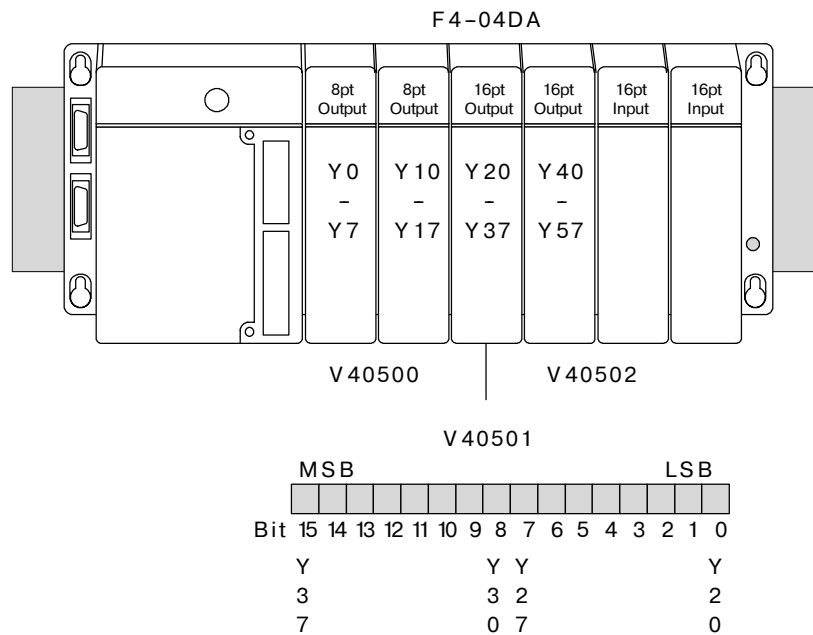 F4-04DA
8pt Output 8pt Output 16pt Output 16pt Output 16pt Input 16pt Input
Y0 Y10 Y20 Y40
- - - -
Y7 Y17 Y37 Y57
V40500 V40502
V40501
MSB LSB
Bit 15 14 13 12 11 10 9 8 7 6 5 4 3 2 1 0
Y Y Y Y
3 3 2 2
7 0 7 0